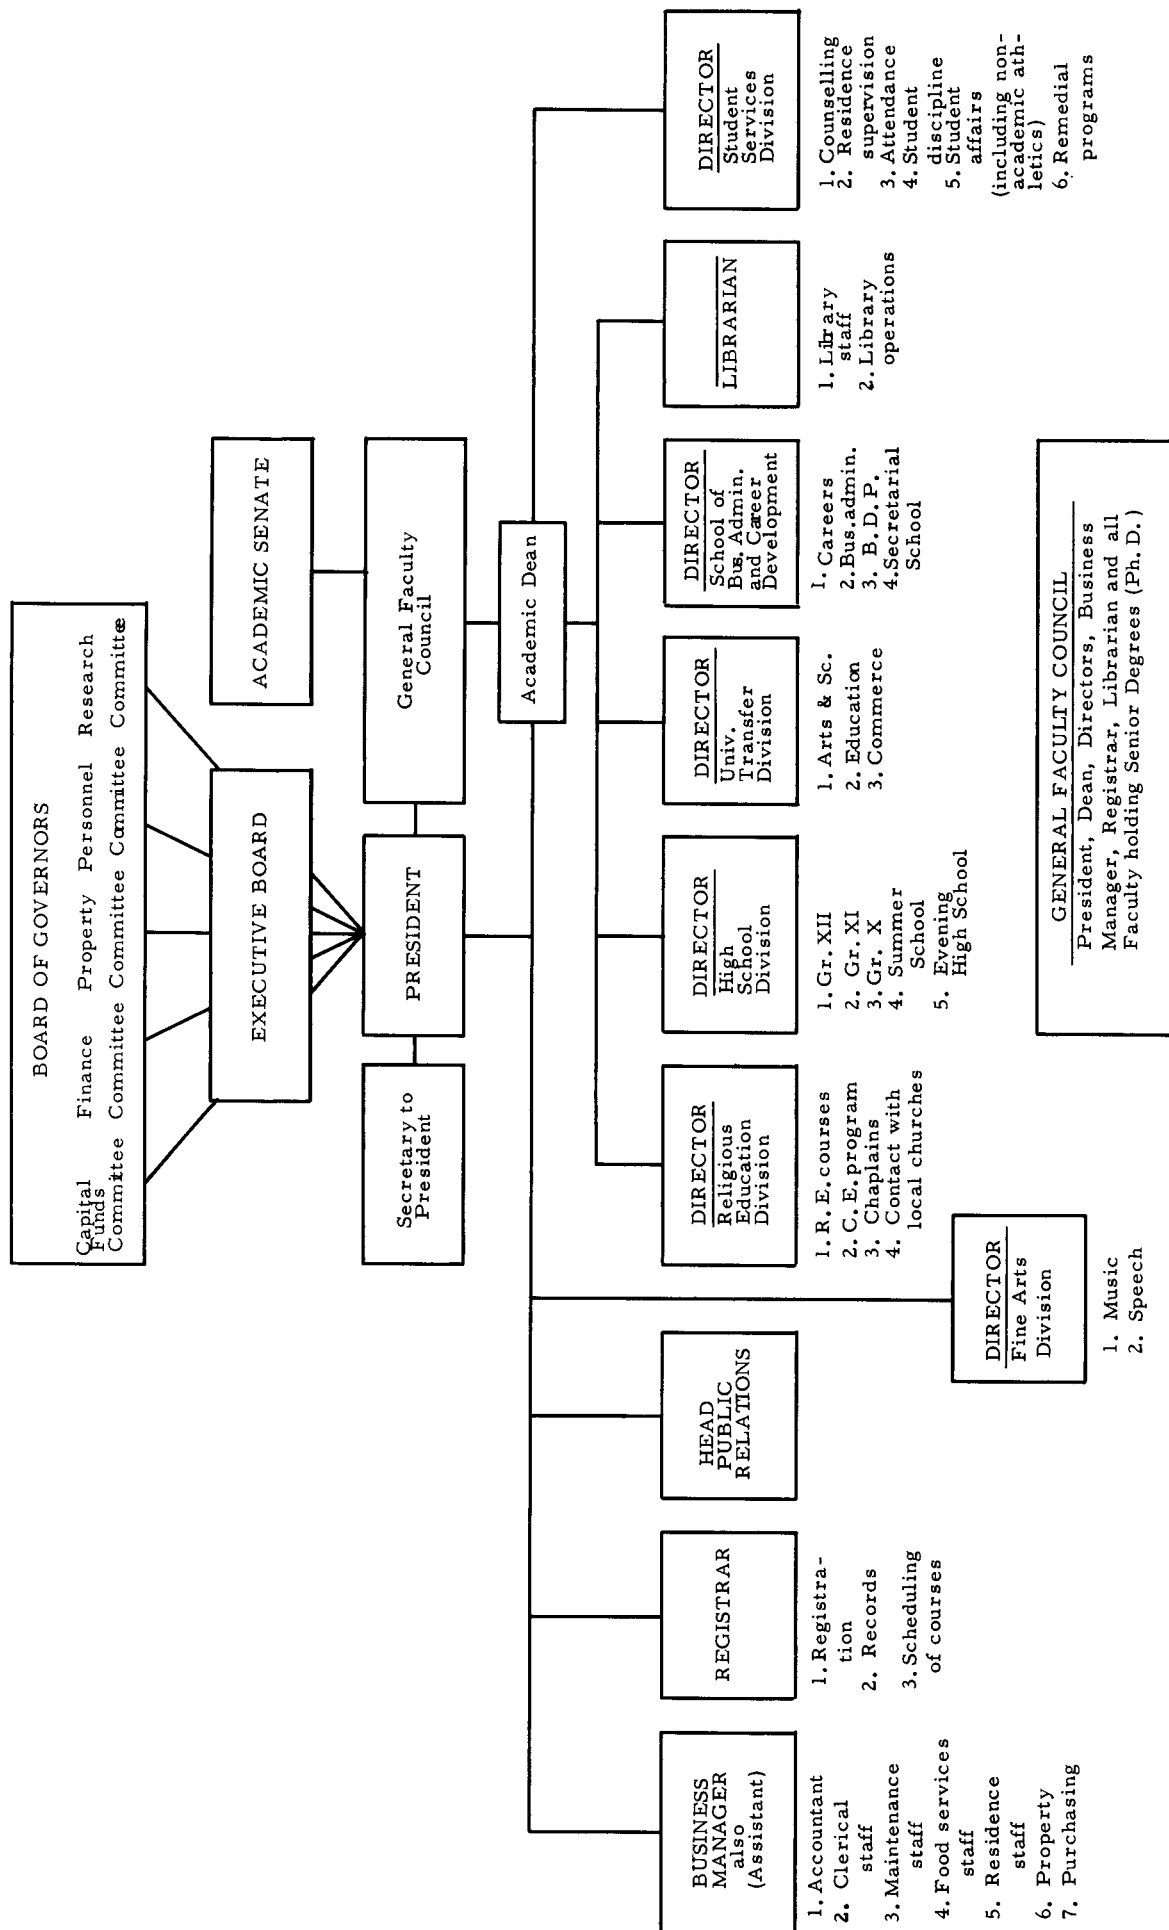 BOARD OF GOVERNORS
Capital Finance Property Personnel Research
Funds
Committee Committee Committee Committee Committee
EXECUTIVE BOARD
ACADEMIC SENATE
Secretary to
President
PRESIDENT
General Faculty
Council
Academic Dean
BUSINESS
MANAGER
also
(Assistant)
1. Accountant
2. Clerical
staff
3. Maintenance
staff
4. Food services
staff
5. Residence
staff
6. Property
7. Purchasing
REGISTRAR
1. Registra-
tion
2. Records
3. Scheduling
of courses
HEAD
PUBLIC
RELATIONS
DIRECTOR
Fine Arts
Division
1. Music
2. Speech
DIRECTOR
Religious
Education
Division
1. R. E. courses
2. C. E. program
3. Chaplains
4. Contact with
local churches
DIRECTOR
High
School
Division
1. Gr. XII
2. Gr. XI
3. Gr. X
4. Summer
School
5. Evening
High School
DIRECTOR
Univ.
Transfer
Division
1. Arts & Sc.
2. Education
3. Commerce
DIRECTOR
School of
Bus. Admin.
and Career
Development
1. Careers
2. Bus. admin.
3. B. D. P.
4. Secretarial
School
LIBRARIAN
1. Library
staff
2. Library
operations
DIRECTOR
Student
Services
Division
1. Counselling
2. Residence
supervision
3. Attendance
4. Student
discipline
5. Student
affairs
(including non-
academic ath-
letics)
6. Remedial
programs
GENERAL FACULTY COUNCIL
President, Dean, Directors, Business
Manager, Registrar, Librarian and all
Faculty holding Senior Degrees (Ph. D.)